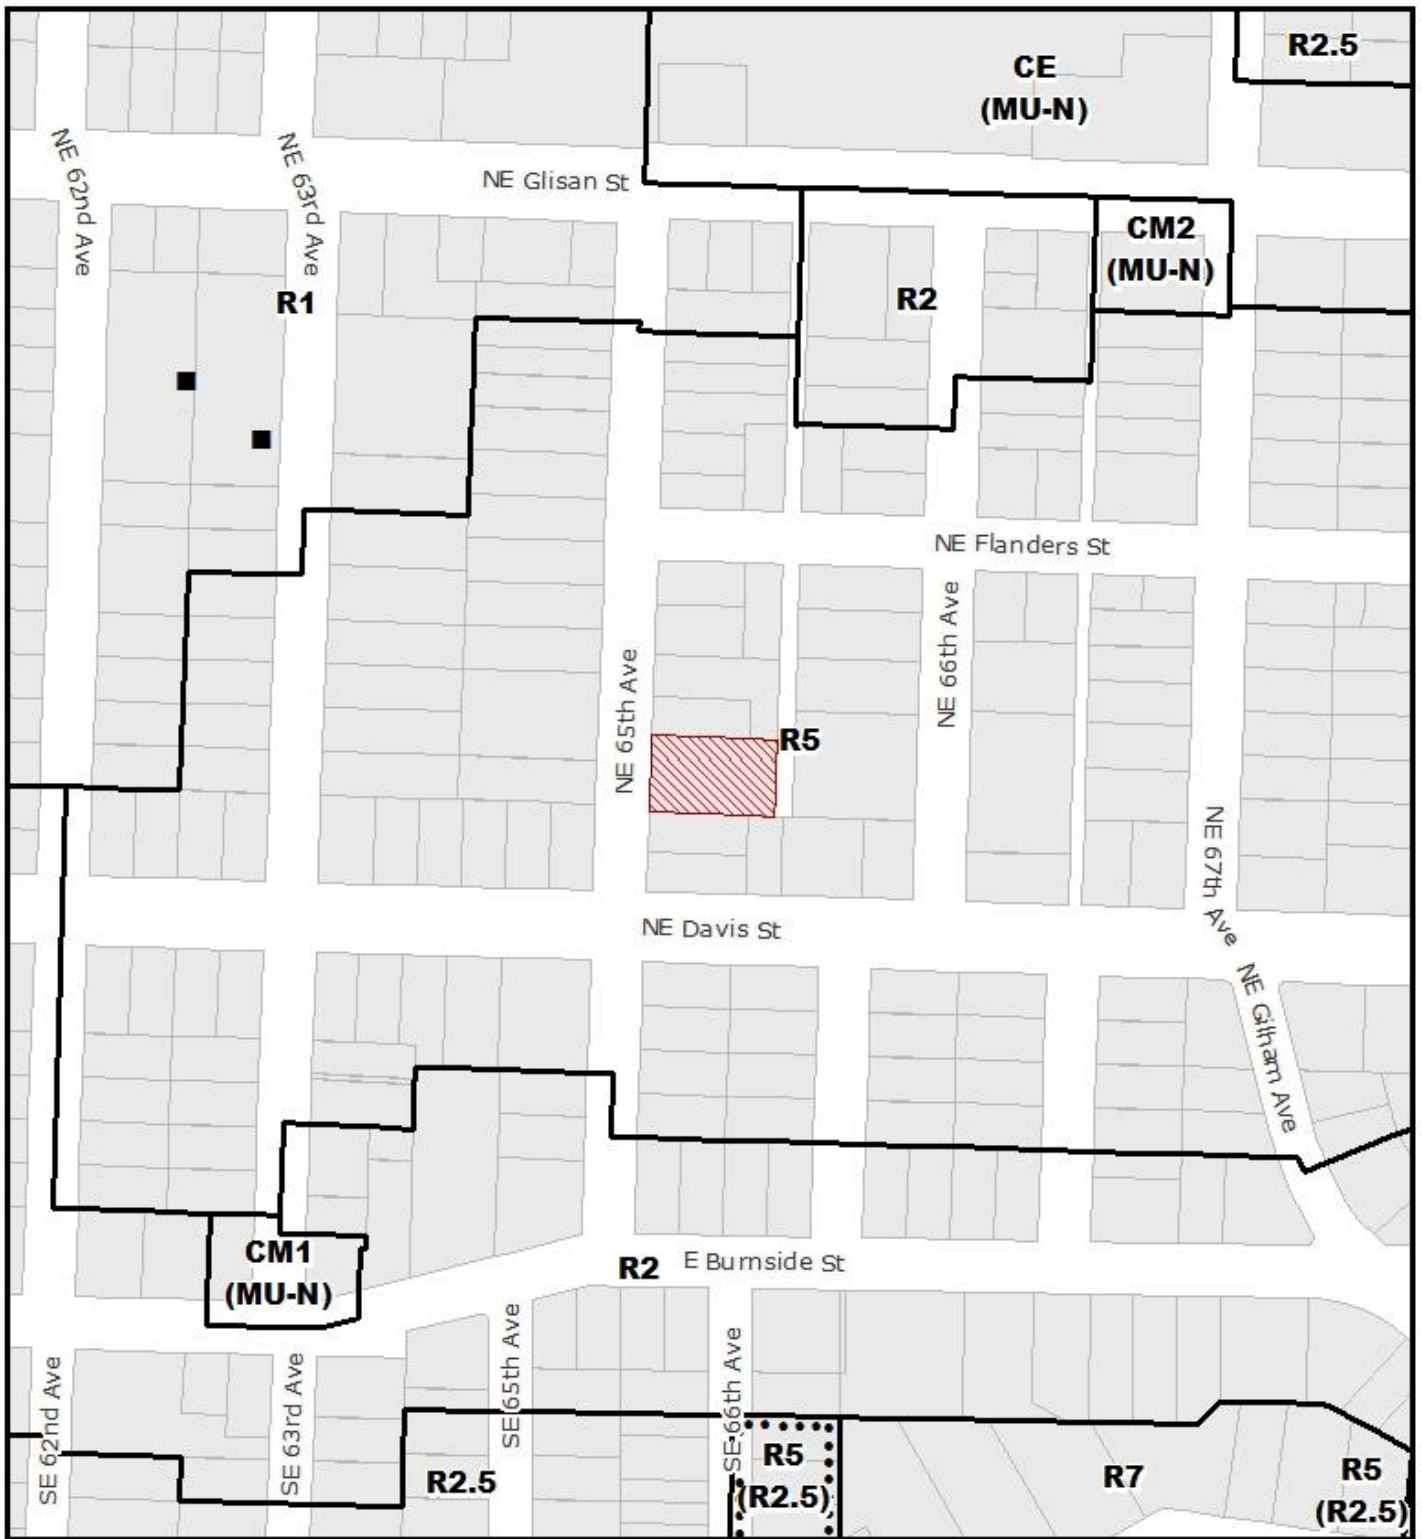 R2.5
CE
(MU-N)
NE 62nd Ave
NE 63rd Ave
NE Glisan St
CM2
(MU-N)
R1
R2
NE Flanders St
NE 65th Ave
NE 66th Ave
R5
NE 67th Ave
NE Davis St
NE Gilham Ave
CM1
(MU-N)
R2
E Burnside St
SE 62nd Ave
SE 63rd Ave
SE 65th Ave
SE 66th Ave
R2.5
R5
(R2.5)
R7
R5
(R2.5)